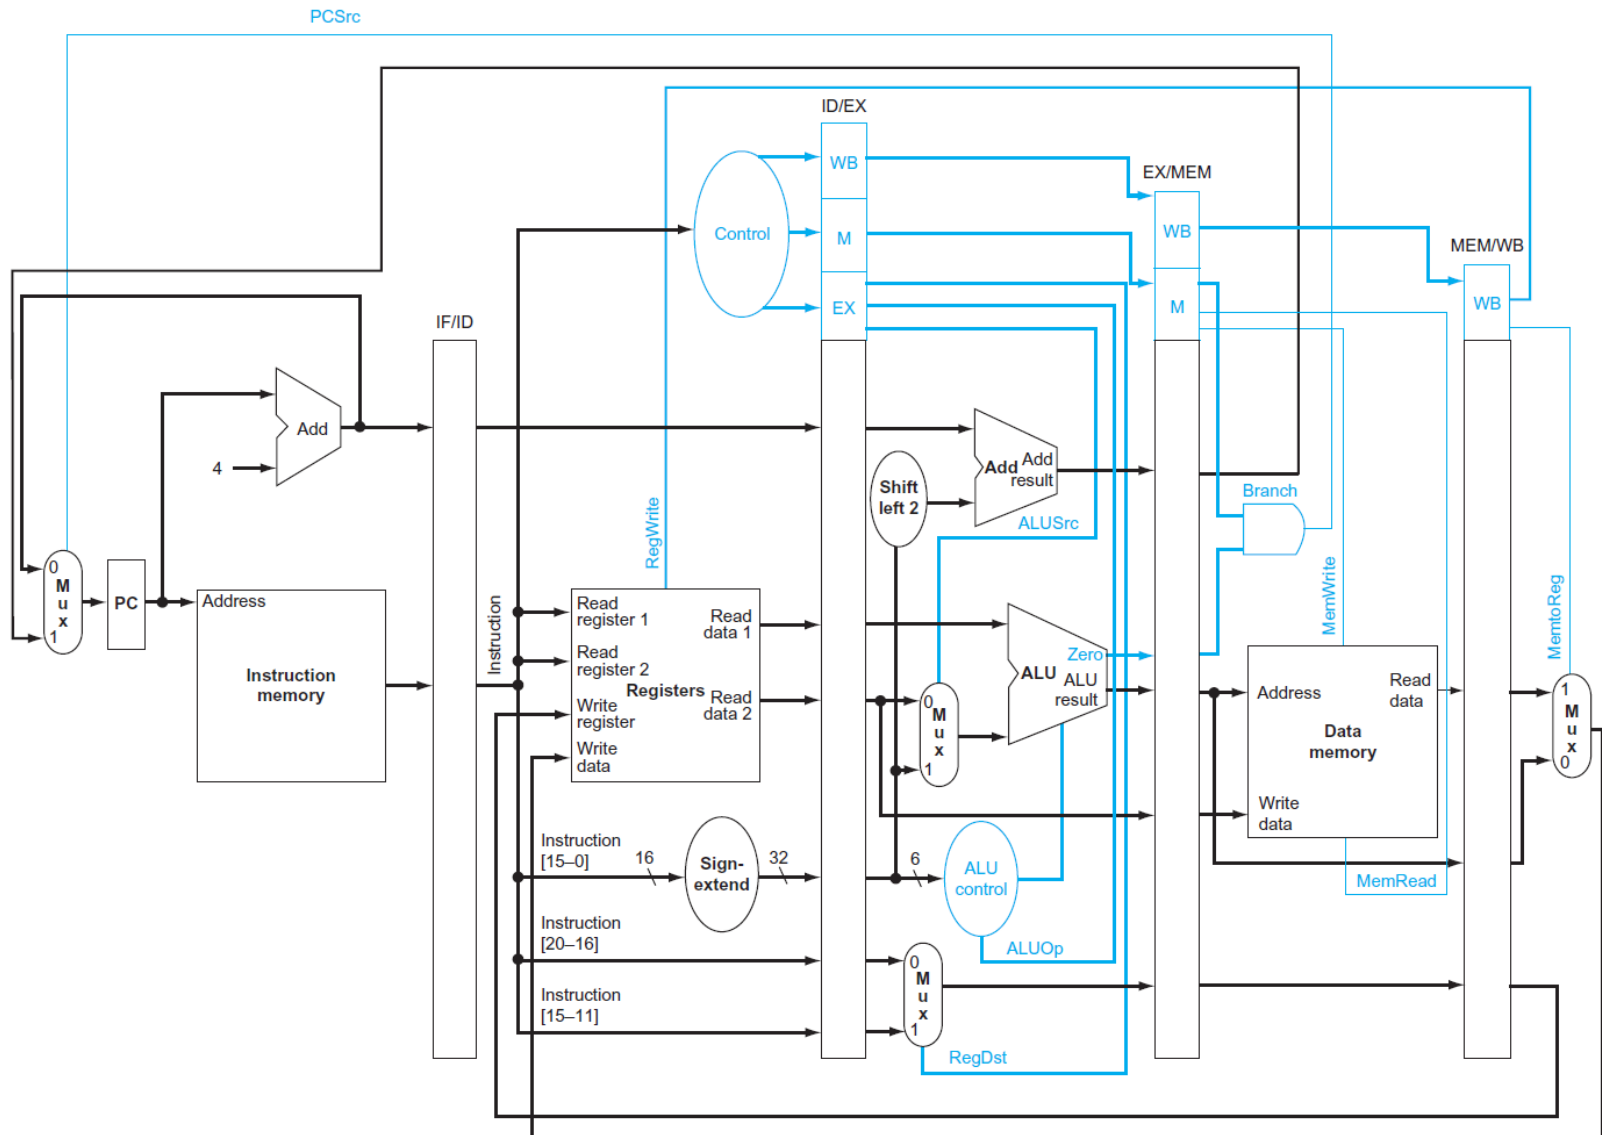 PCSrc
ID/EX
WB
EX/MEM
Control
M
WB
MEM/WB
EX
M
WB
IF/ID
Add
4
Shift
left 2
Add
Add
result
Branch
ALUSrc
RegWrite
MemWrite
MemtoReg
0
M
u
x
1
PC
Address
Instruction
memory
Instruction
Read
register 1
Read
register 2
Write
register
Write
data
Registers
Read
data 1
Read
data 2
0
M
u
x
1
Zero
ALU
ALU
result
Address
Read
data
Data
memory
Write
data
1
M
u
x
0
MemRead
Instruction
[15–0]
16
Sign-
extend
32
6
ALU
control
Instruction
[20–16]
ALUOp
Instruction
[15–11]
0
M
u
x
1
RegDst